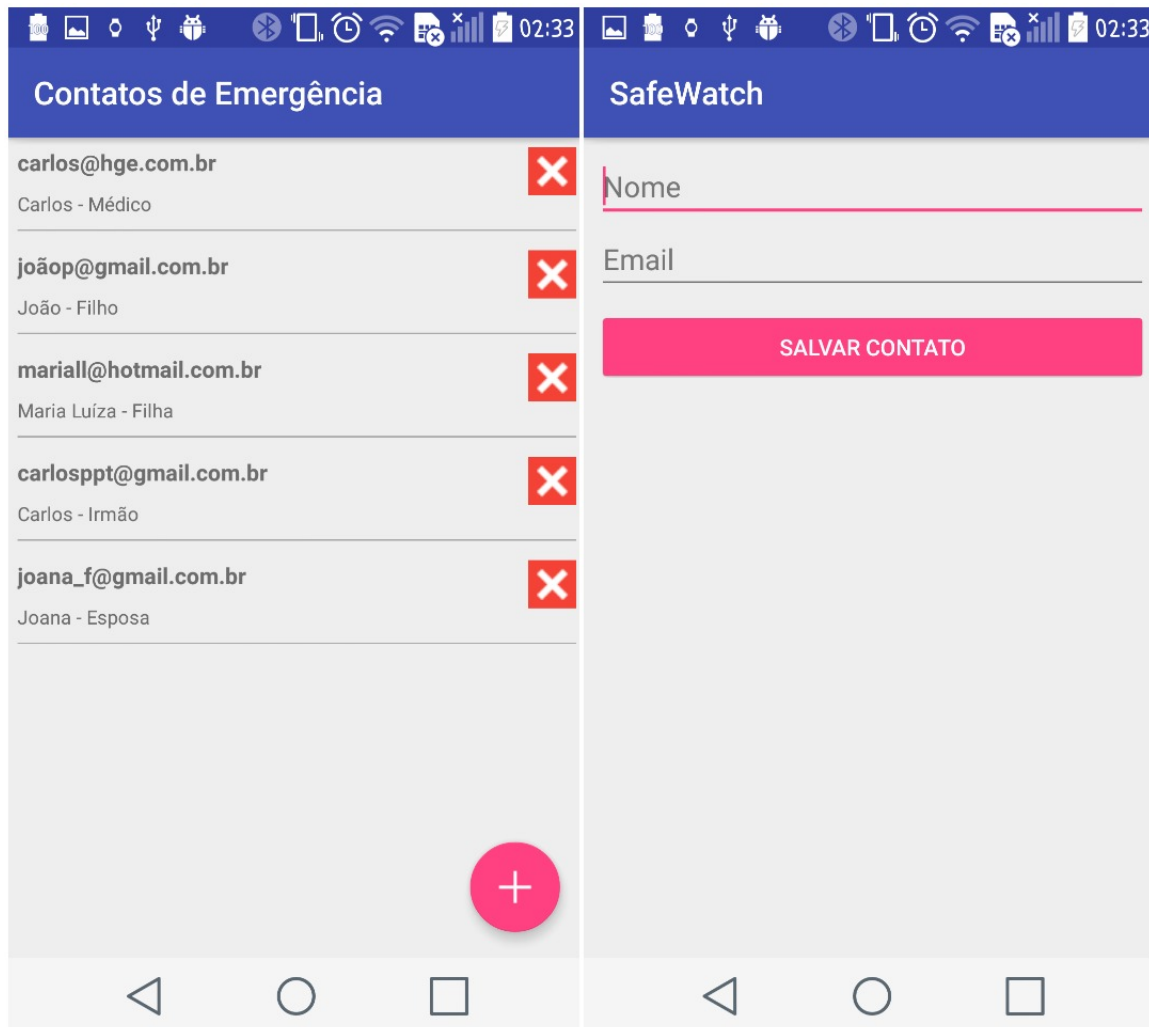 100 02:33
Contatos de Emergência
carlos@hge.com.br
Carlos - Médico
joãop@gmail.com.br
João - Filho
mariall@hotmail.com.br
Maria Luíza - Filha
carlosppt@gmail.com.br
Carlos - Irmão
joana_f@gmail.com.br
Joana - Esposa
100 02:33
SafeWatch
Nome
Email
SALVAR CONTATO